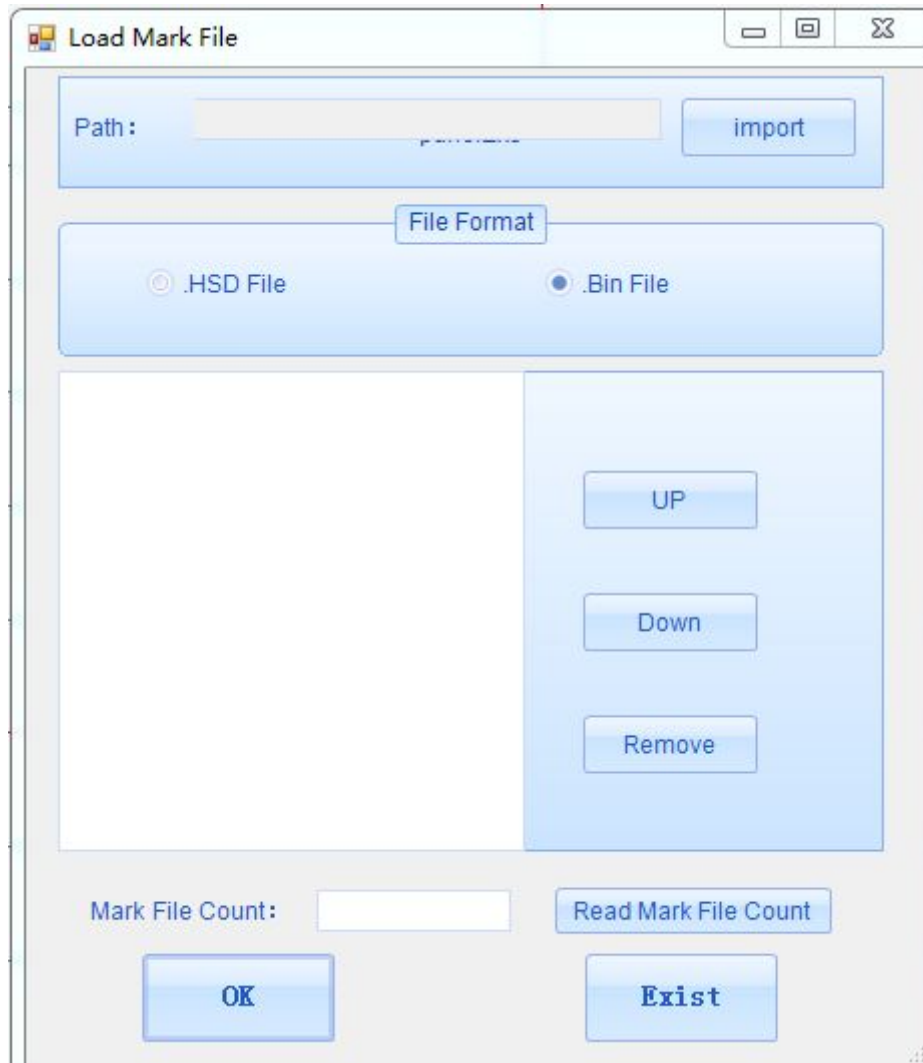 Load Mark File
Path:
import
File Format
.HSD File
.Bin File
UP
Down
Remove
Mark File Count:
Read Mark File Count
OK
Exist